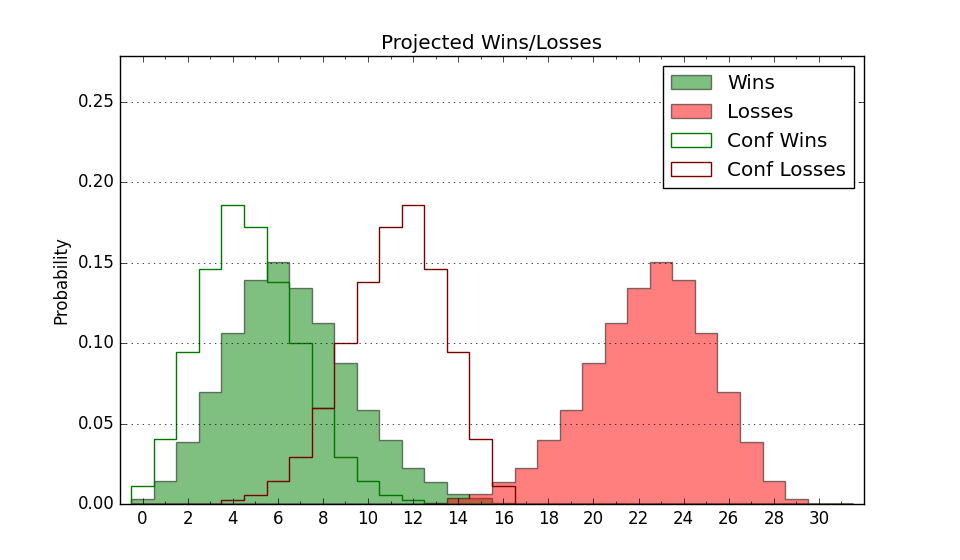 Projected Wins/Losses
Wins
Losses
Conf Wins
Conf Losses
Probability
0.25
0.20
0.15
0.10
0.05
0.00
0 2 4 6 8 10 12 14 16 18 20 22 24 26 28 30